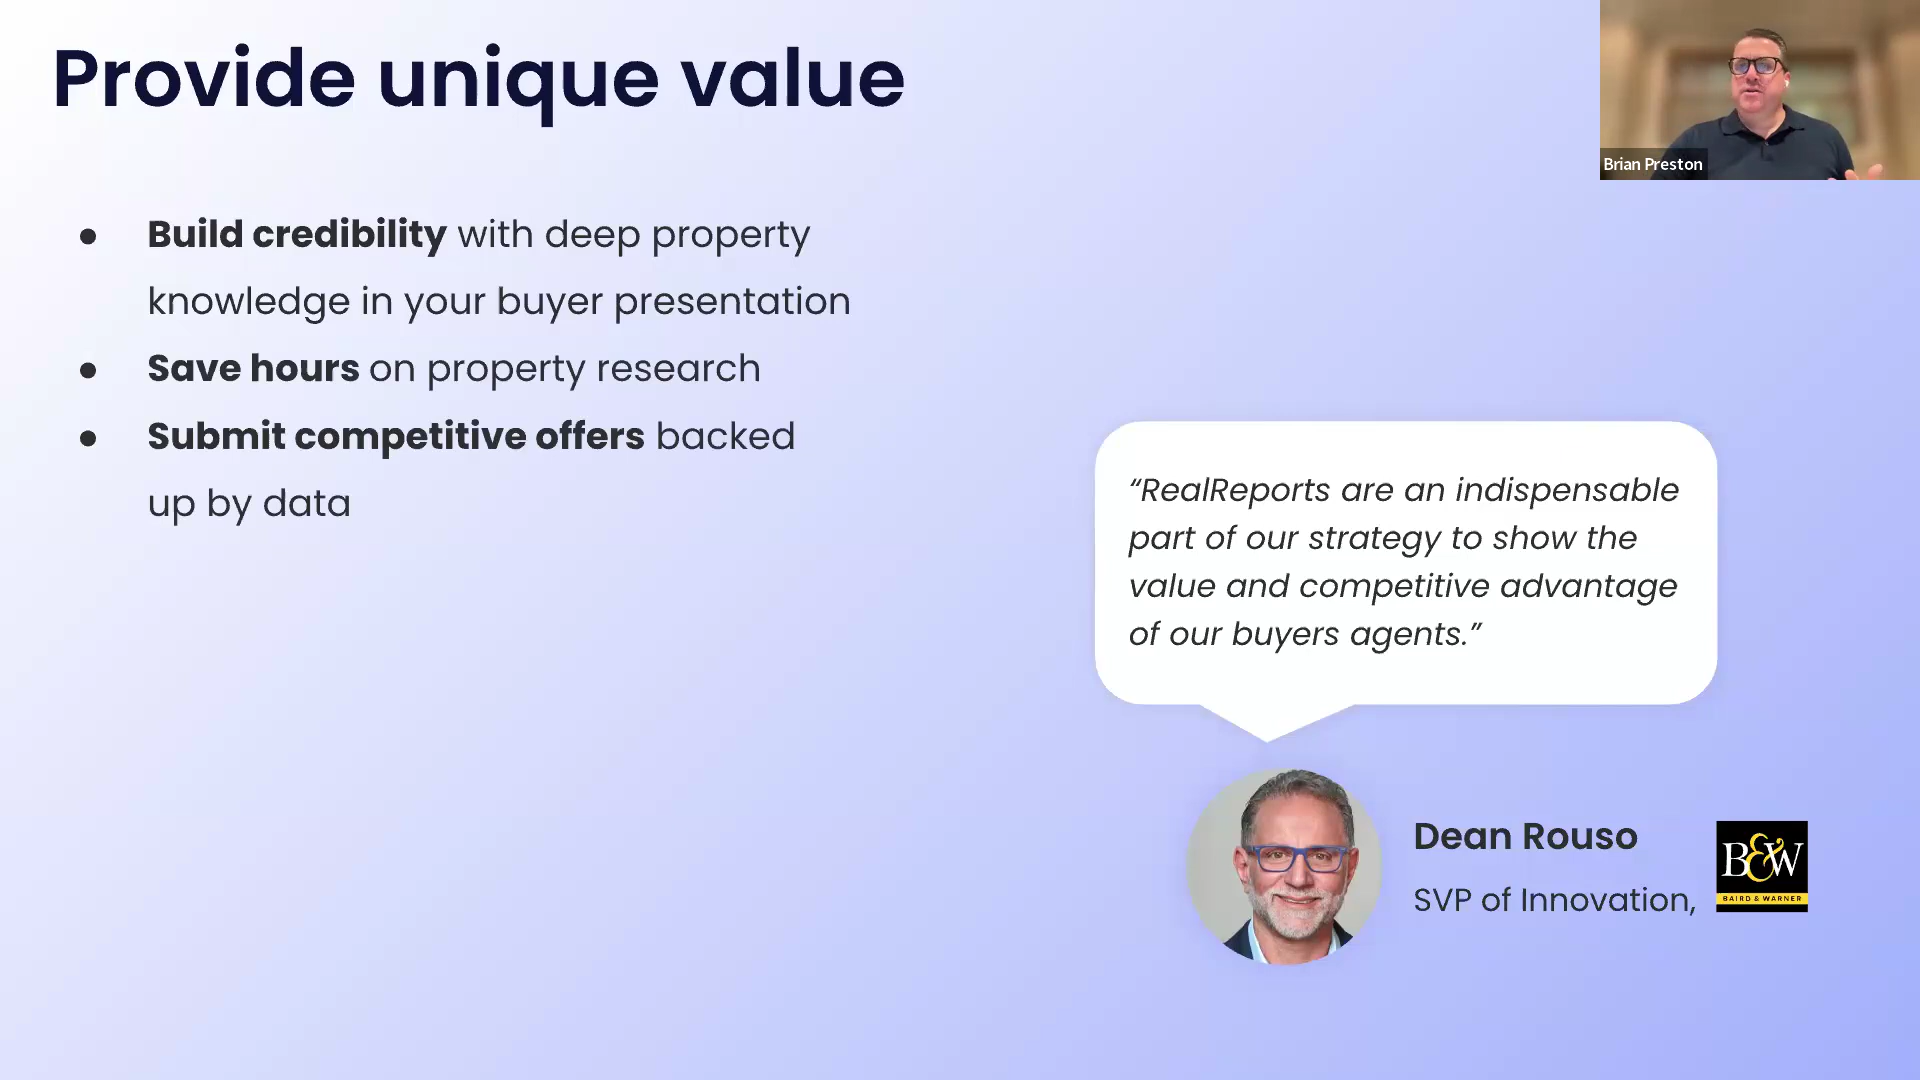 Provide unique value
Brian Preston
● Build credibility with deep property
knowledge in your buyer presentation
● Save hours on property research
● Submit competitive offers backed
up by data
“RealReports are an indispensable
part of our strategy to show the
value and competitive advantage
of our buyers agents.”
Dean Rouso
SVP of Innovation,
B&W
BAIRD & WARNER